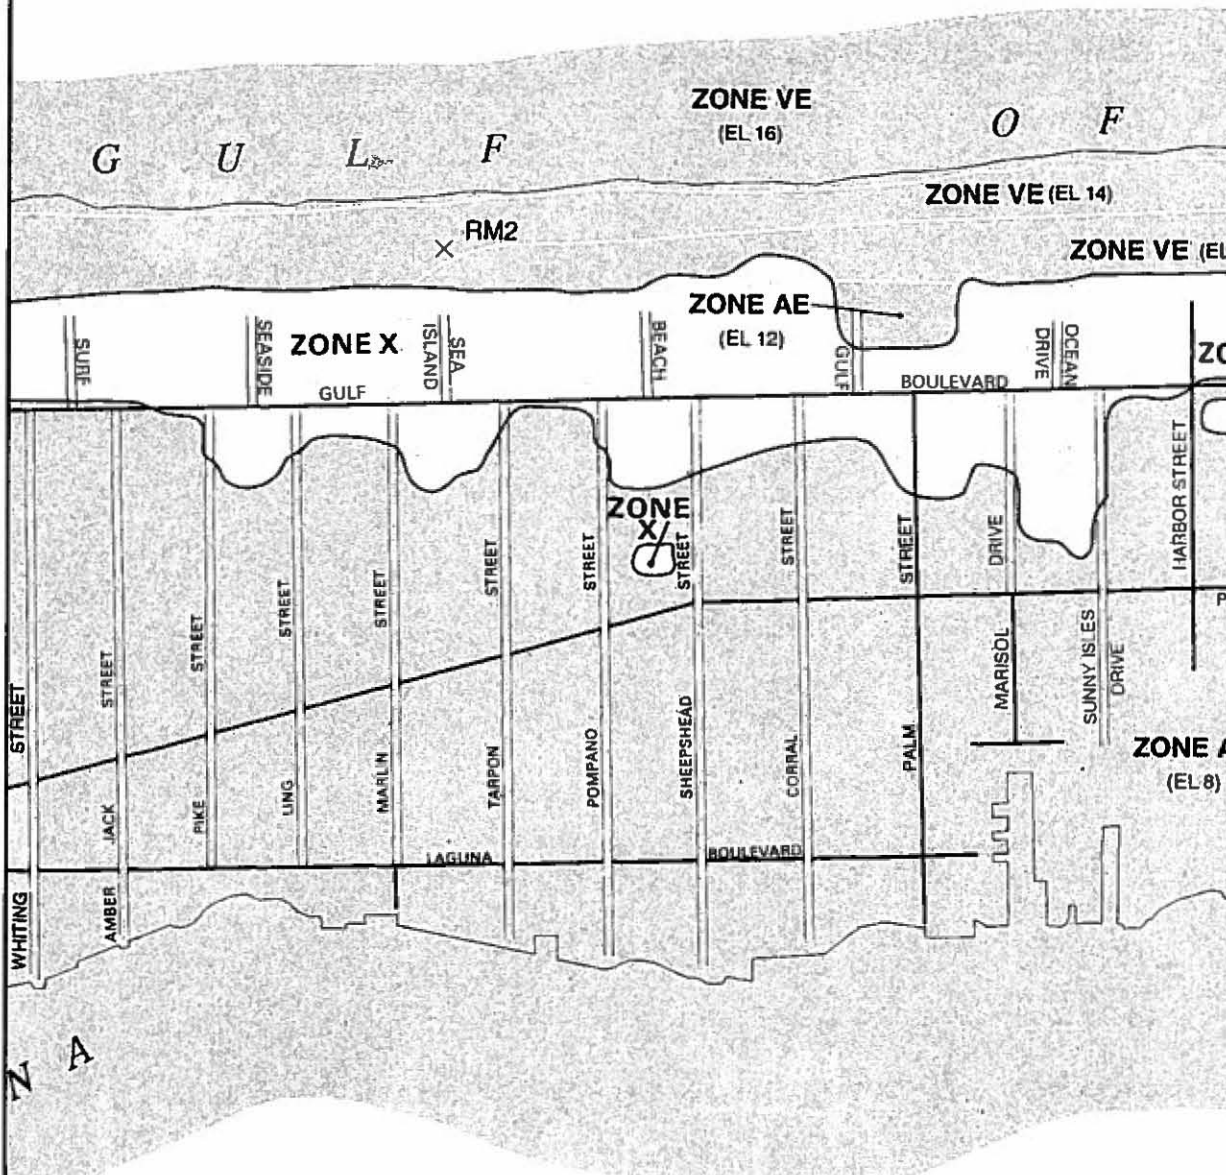 ZONE VE
(EL 16)
G U L F O F
ZONE VE (EL 14)
RM2
ZONE VE (EL
ZONE AE
(EL 12)
ZONE X
SURF
SEASIDE
SEA
ISLAND
BEACH
GULF
OCEAN
DRIVE
ZO
GULF BOULEVARD
HARBOR STREET
ZONE
X
STREET
STREET
STREET
STREET
STREET
STREET
STREET
STREET
STREET
STREET
STREET
DRIVE
P
WHITING
AMBER
JACK
PIKE
LING
MARLIN
TARPON
POMPANO
SHEEPSHEAD
CORRAL
PALM
MARISOL
SUNNY ISLES
DRIVE
ZONE A
(EL 8)
LAGUNA BOULEVARD
N A